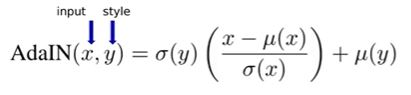 input style
AdaIN(x, y) = σ(y) ( (x − μ(x)) / σ(x) ) + μ(y)